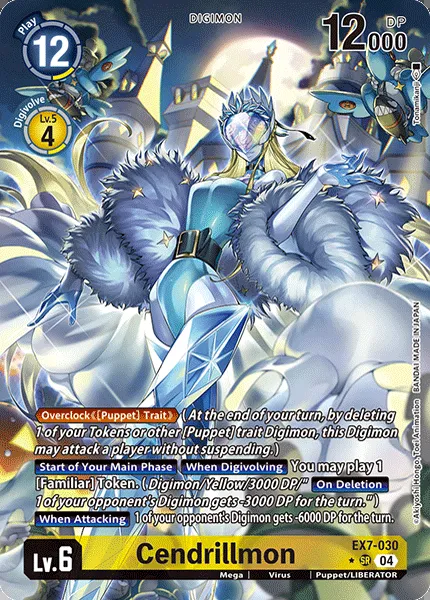 DIGIMON
Play
12
12000 DP
Digivolve
Lv.5
4
Overclock《[Puppet] Trait》 (At the end of your turn, by deleting
1 of your Tokens or other [Puppet] trait Digimon, this Digimon
may attack a player without suspending.)
Start of Your Main Phase When Digivolving You may play 1
[Familiar] Token. (Digimon/Yellow/3000 DP/" On Deletion
1 of your opponent's Digimon gets -3000 DP for the turn.")
When Attacking 1 of your opponent's Digimon gets -6000 DP for the turn.
©Akiyoshi Hongo, Toei Animation BANDAI MADE IN JAPAN
Lv.6
Cendrillmon
EX7-030
SR 04
Mega Virus Puppet/LIBERATOR